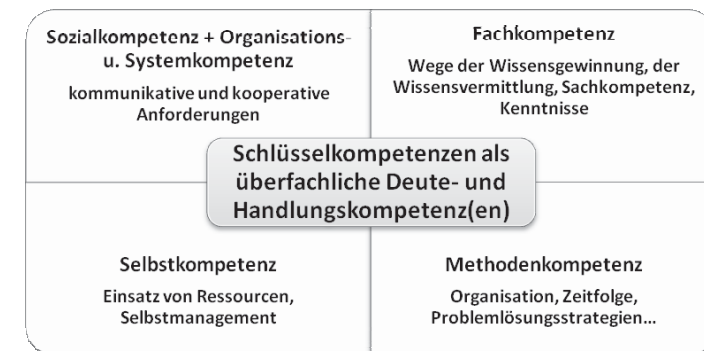 Sozialkompetenz + Organisations-
u. Systemkompetenz
kommunikative und kooperative
Anforderungen
Fachkompetenz
Wege der Wissensgewinnung, der
Wissensvermittlung, Sachkompetenz,
Kenntnisse
Schlüsselkompetenzen als
überfachliche Deute- und
Handlungskompetenz(en)
Selbstkompetenz
Einsatz von Ressourcen,
Selbstmanagement
Methodenkompetenz
Organisation, Zeitfolge,
Problemlösungsstrategien...